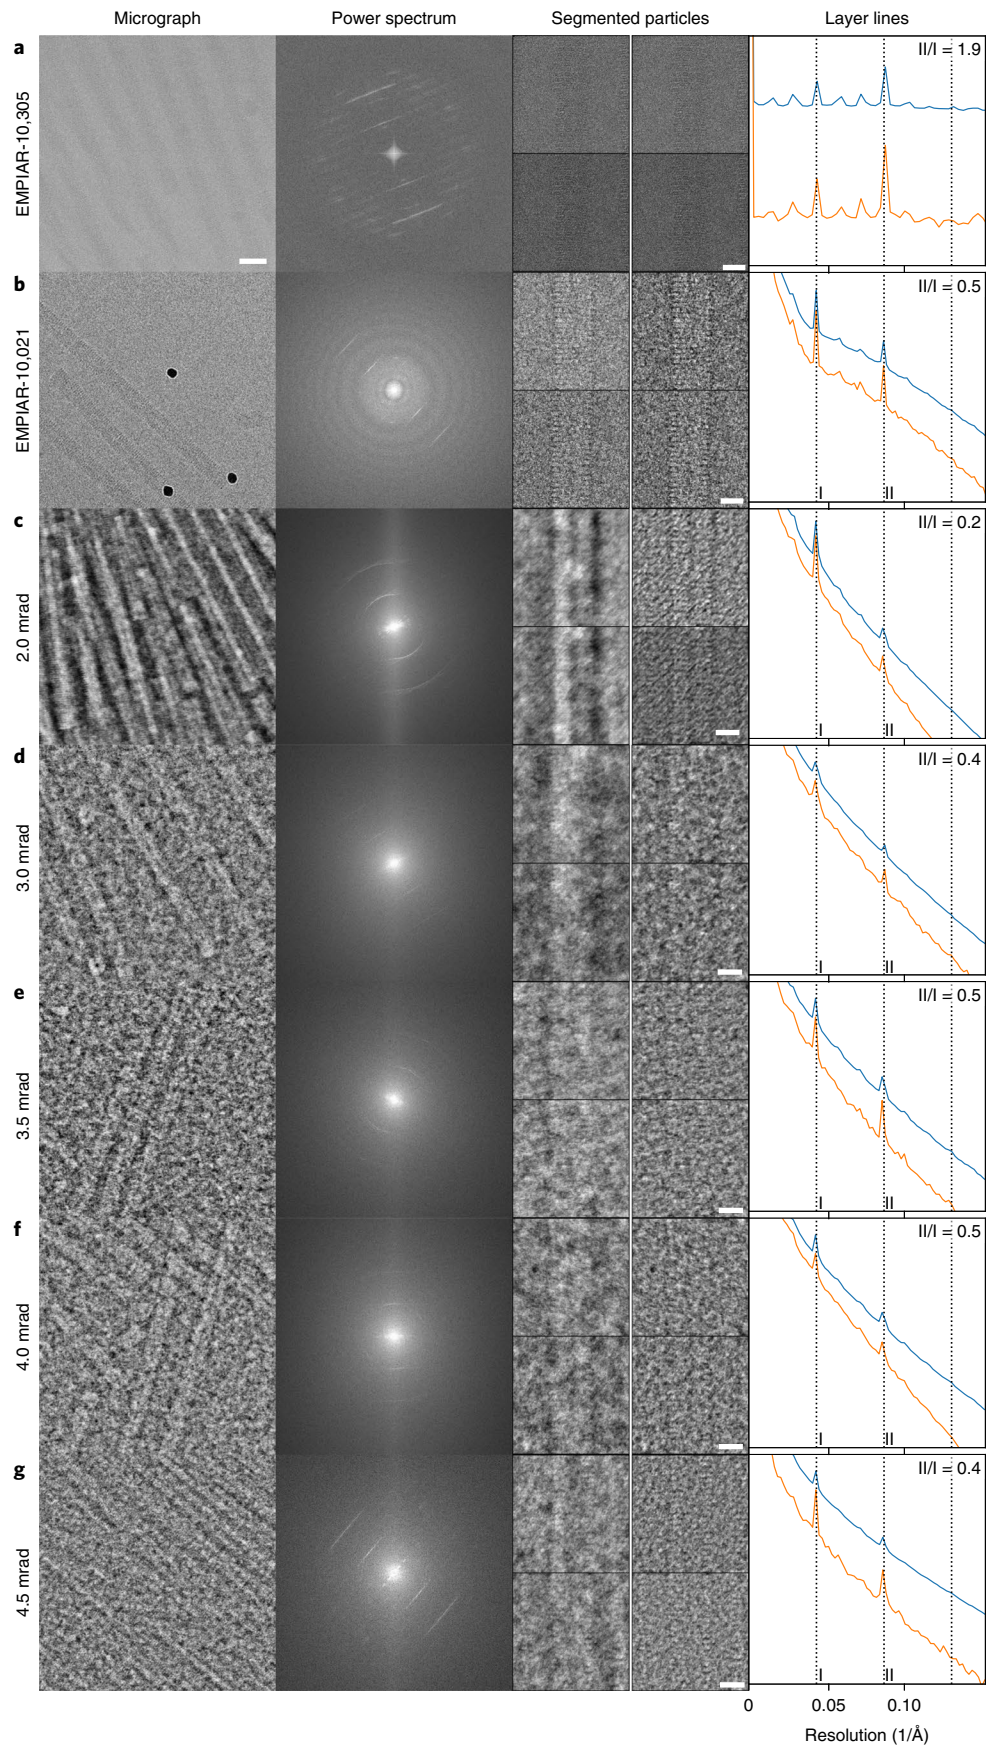 Micrograph Power spectrum Segmented particles Layer lines
a
EMPIAR-10,305
II/I = 1.9
b
EMPIAR-10,021
II/I = 0.5
I II
c
2.0 mrad
II/I = 0.2
I II
d
3.0 mrad
II/I = 0.4
I II
e
3.5 mrad
II/I = 0.5
I II
f
4.0 mrad
II/I = 0.5
I II
g
4.5 mrad
II/I = 0.4
I II
0 0.05 0.10
Resolution (1/Å)